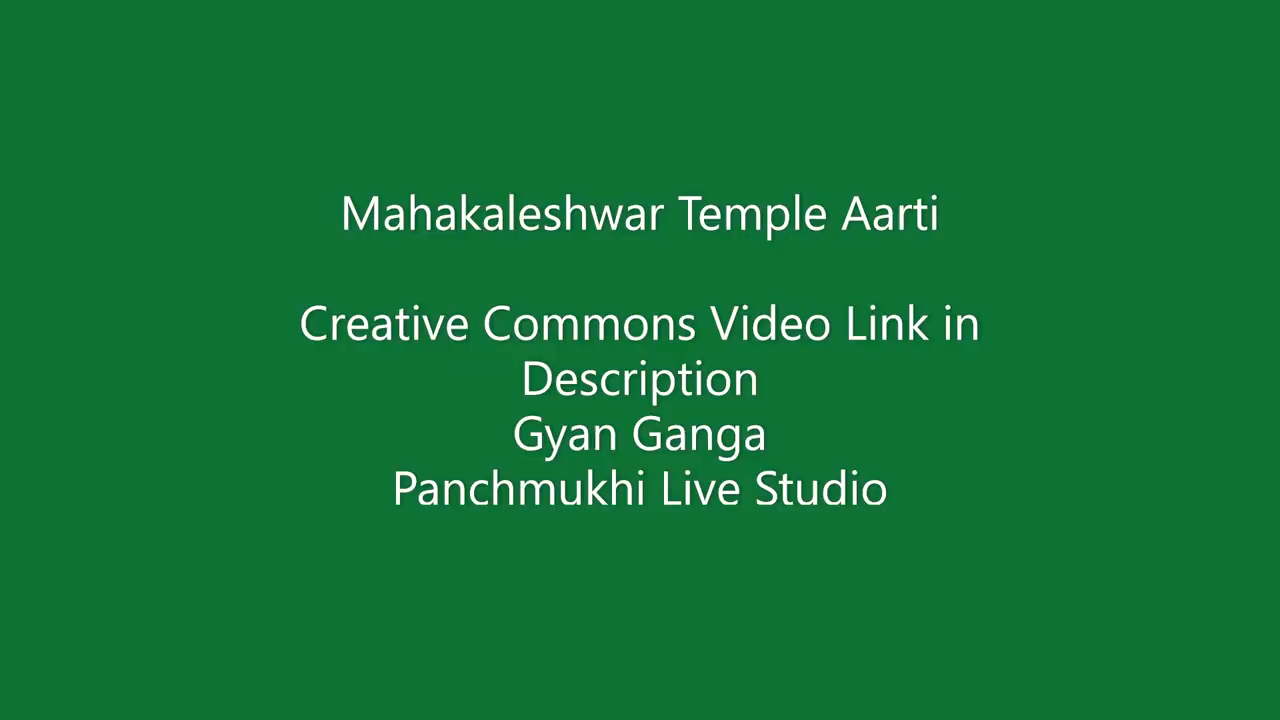 Mahakaleshwar Temple Aarti
Creative Commons Video Link in
Description
Gyan Ganga
Panchmukhi Live Studio